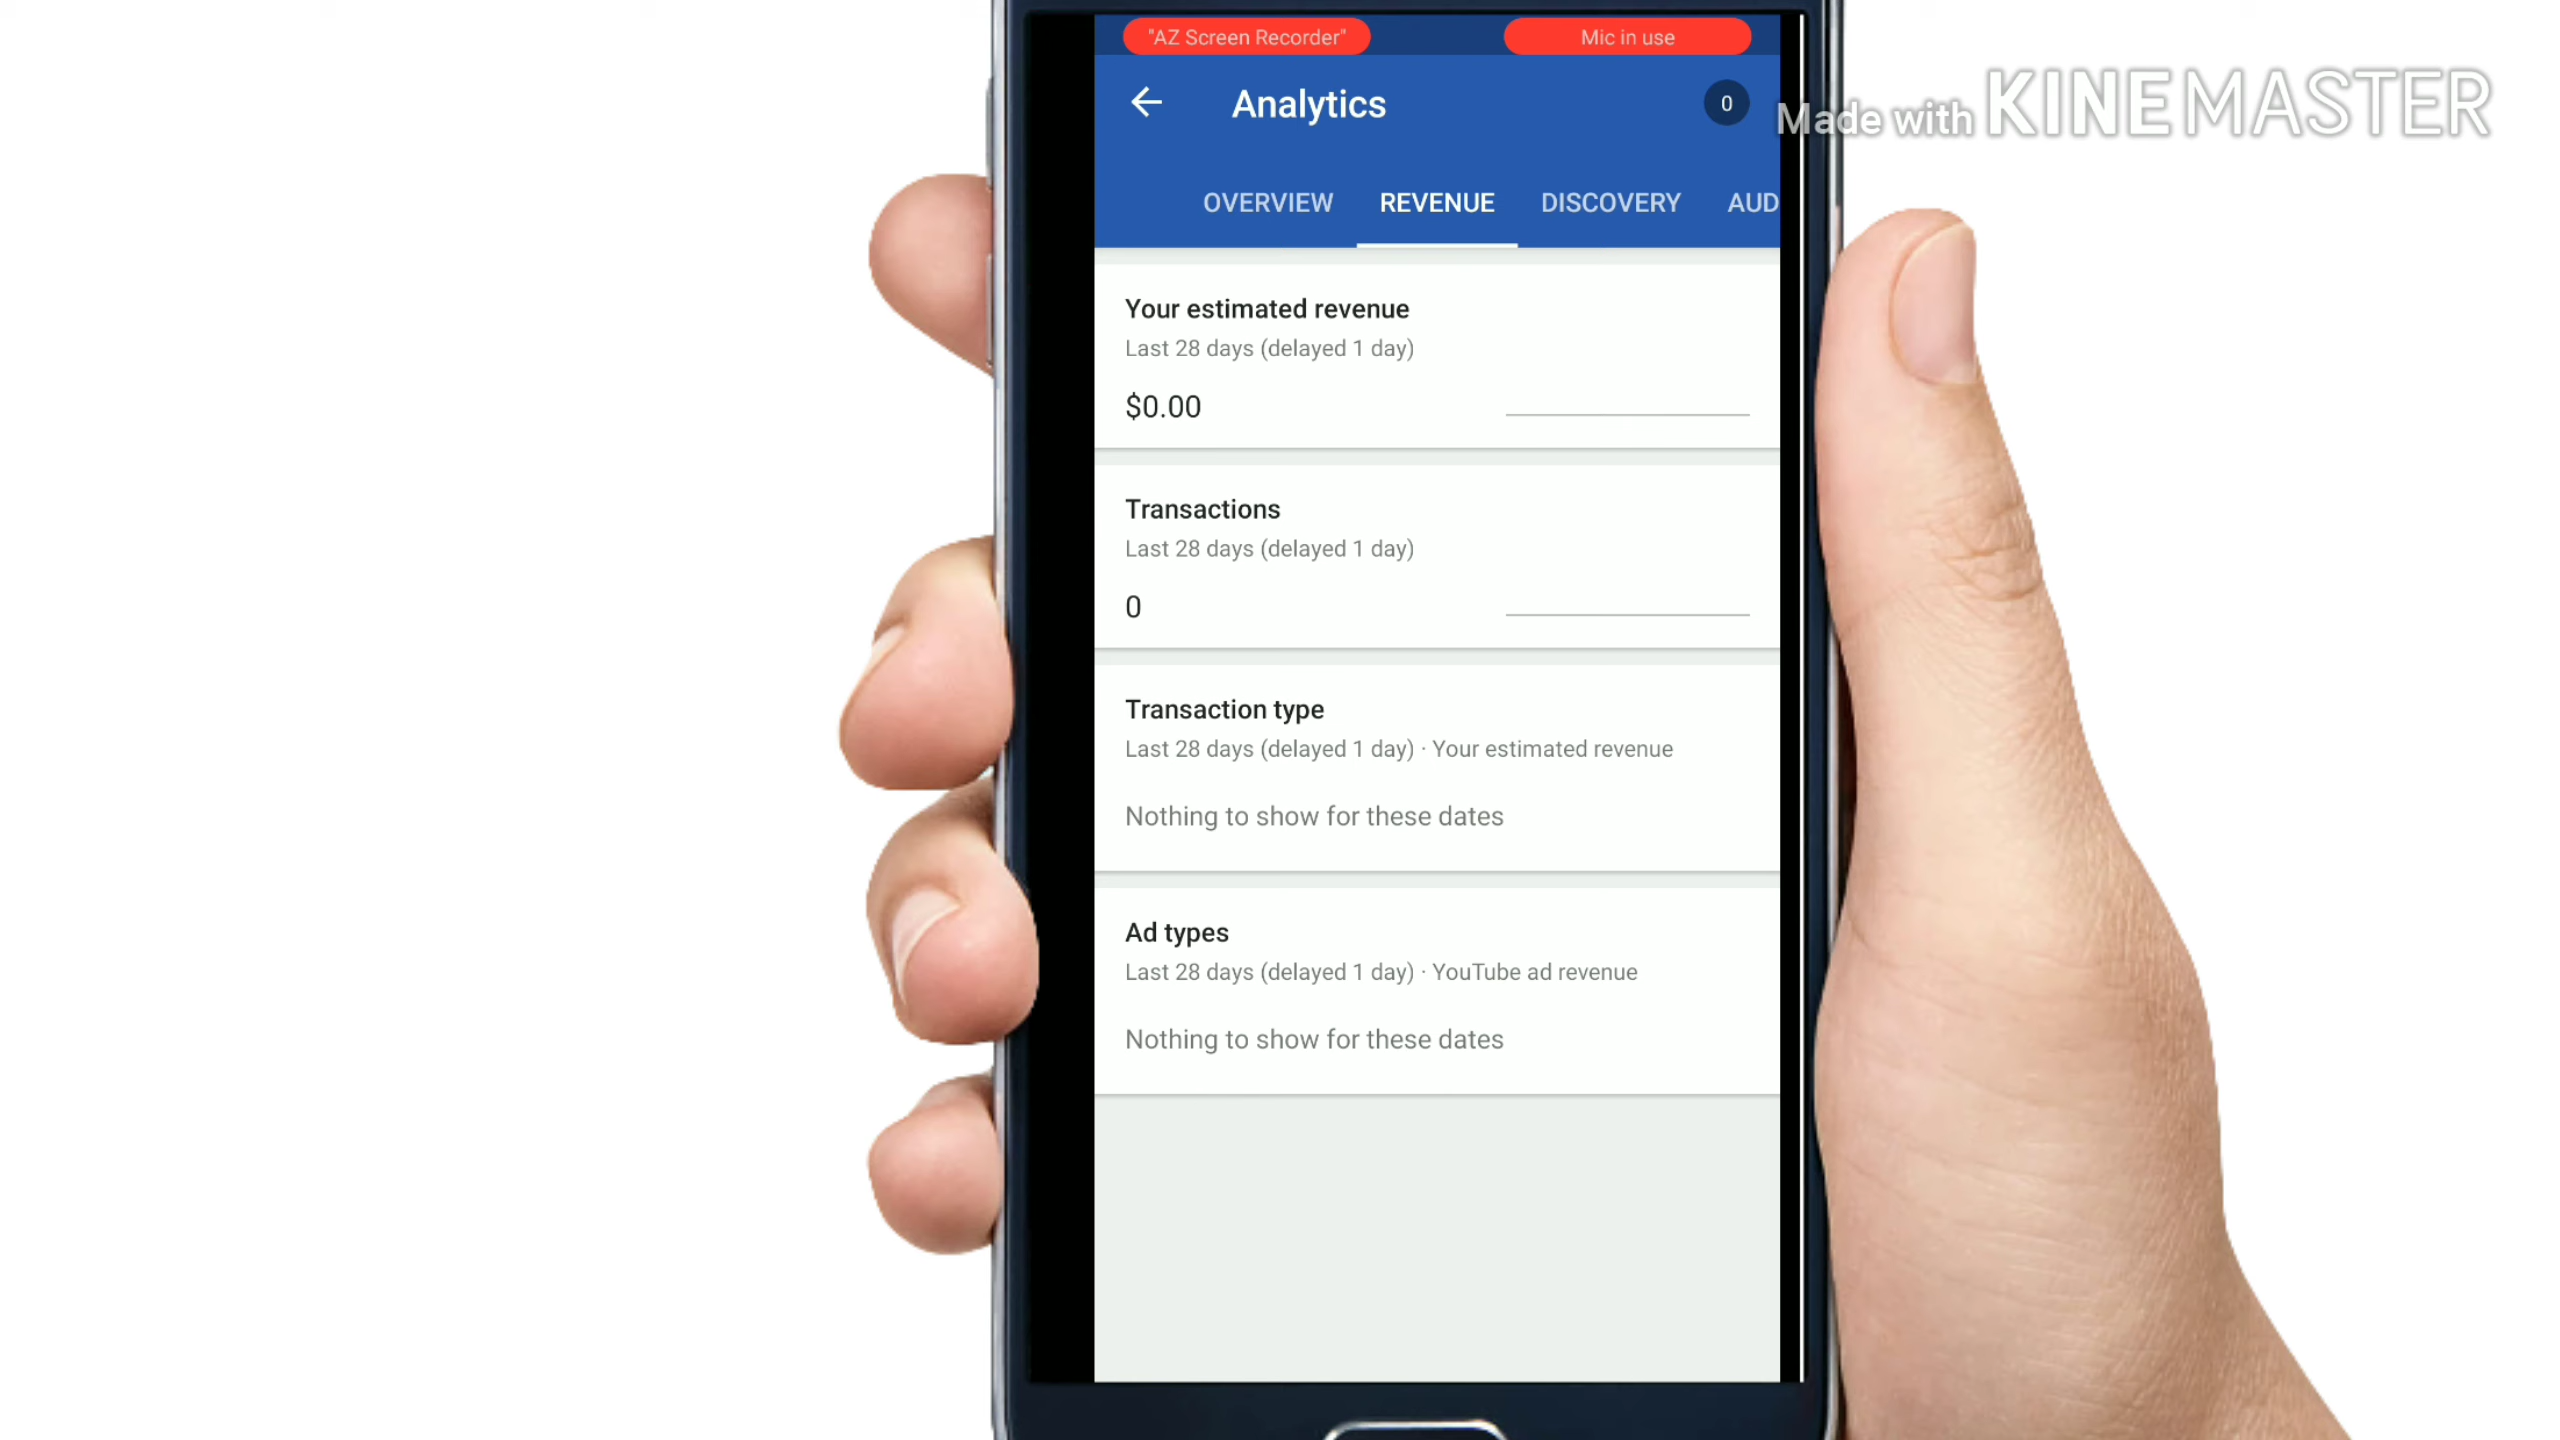 "AZ Screen Recorder"
Mic in use
Analytics
0
Made with KINEMASTER
OVERVIEW REVENUE DISCOVERY AUD
Your estimated revenue
Last 28 days (delayed 1 day)
$0.00
Transactions
Last 28 days (delayed 1 day)
0
Transaction type
Last 28 days (delayed 1 day) · Your estimated revenue
Nothing to show for these dates
Ad types
Last 28 days (delayed 1 day) · YouTube ad revenue
Nothing to show for these dates